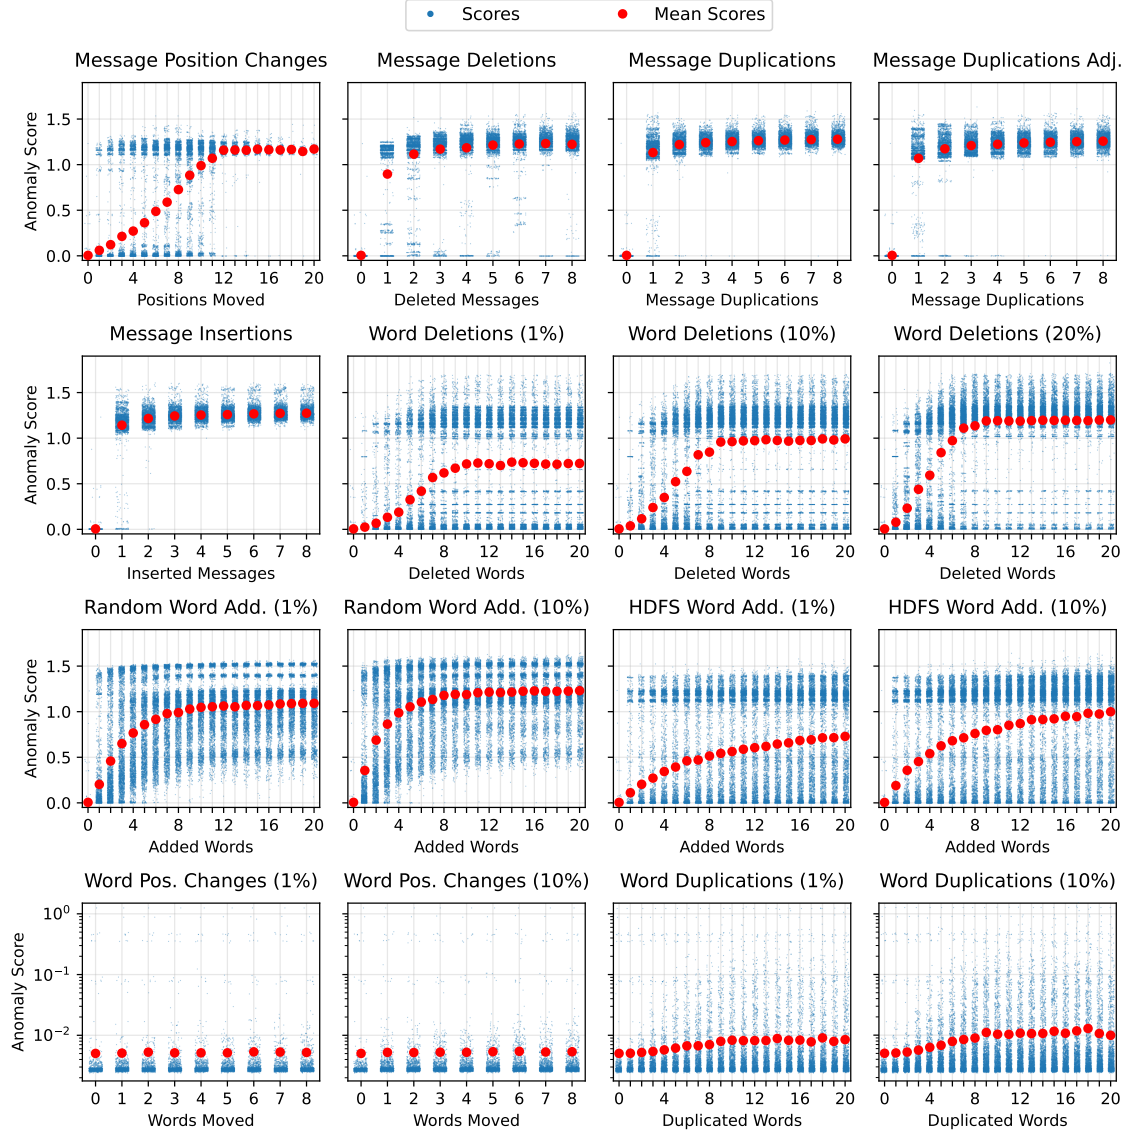 Scores Mean Scores
Message Position Changes Message Deletions Message Duplications Message Duplications Adj.
Anomaly Score
1.5
1.0
0.5
0.0
0 4 8 12 16 20 0 1 2 3 4 5 6 7 8 0 1 2 3 4 5 6 7 8 0 1 2 3 4 5 6 7 8
Positions Moved Deleted Messages Message Duplications Message Duplications
Message Insertions Word Deletions (1%) Word Deletions (10%) Word Deletions (20%)
Anomaly Score
1.5
1.0
0.5
0.0
0 1 2 3 4 5 6 7 8 0 4 8 12 16 20 0 4 8 12 16 20 0 4 8 12 16 20
Inserted Messages Deleted Words Deleted Words Deleted Words
Random Word Add. (1%) Random Word Add. (10%) HDFS Word Add. (1%) HDFS Word Add. (10%)
Anomaly Score
1.5
1.0
0.5
0.0
0 4 8 12 16 20 0 4 8 12 16 20 0 4 8 12 16 20 0 4 8 12 16 20
Added Words Added Words Added Words Added Words
Word Pos. Changes (1%) Word Pos. Changes (10%) Word Duplications (1%) Word Duplications (10%)
Anomaly Score
10⁰
10⁻¹
10⁻²
0 1 2 3 4 5 6 7 8 0 1 2 3 4 5 6 7 8 0 4 8 12 16 20 0 4 8 12 16 20
Words Moved Words Moved Duplicated Words Duplicated Words